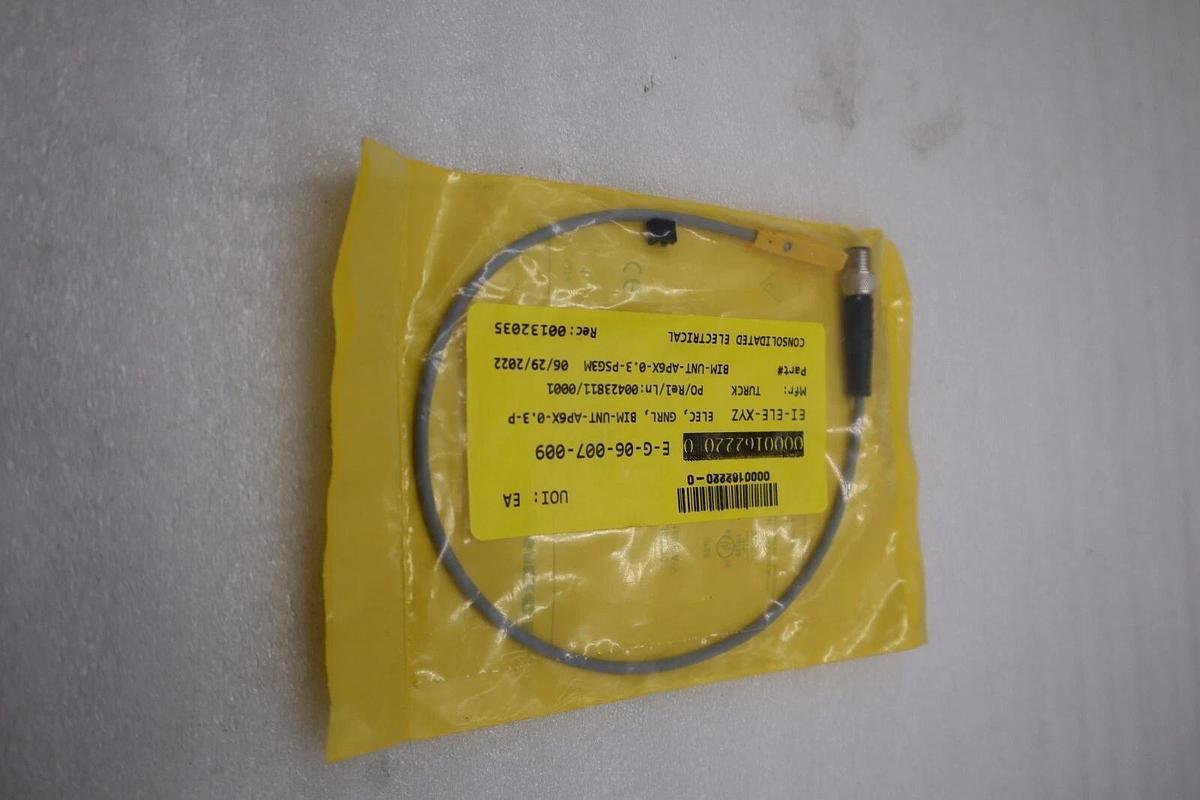 0000162220-0
UOI: EA
0000162220 0 E-G-06-007-009
EI-ELE-XYZ ELEC, GNRL, BIM-UNT-AP6X-0.3-P
Mfr: TURCK PO/Rel/Ln:00423811/0001
Part# BIM-UNT-AP6X-0.3-PSG3M 06/29/2022
CONSOLIDATED ELECTRICAL Rec:00132035
CE